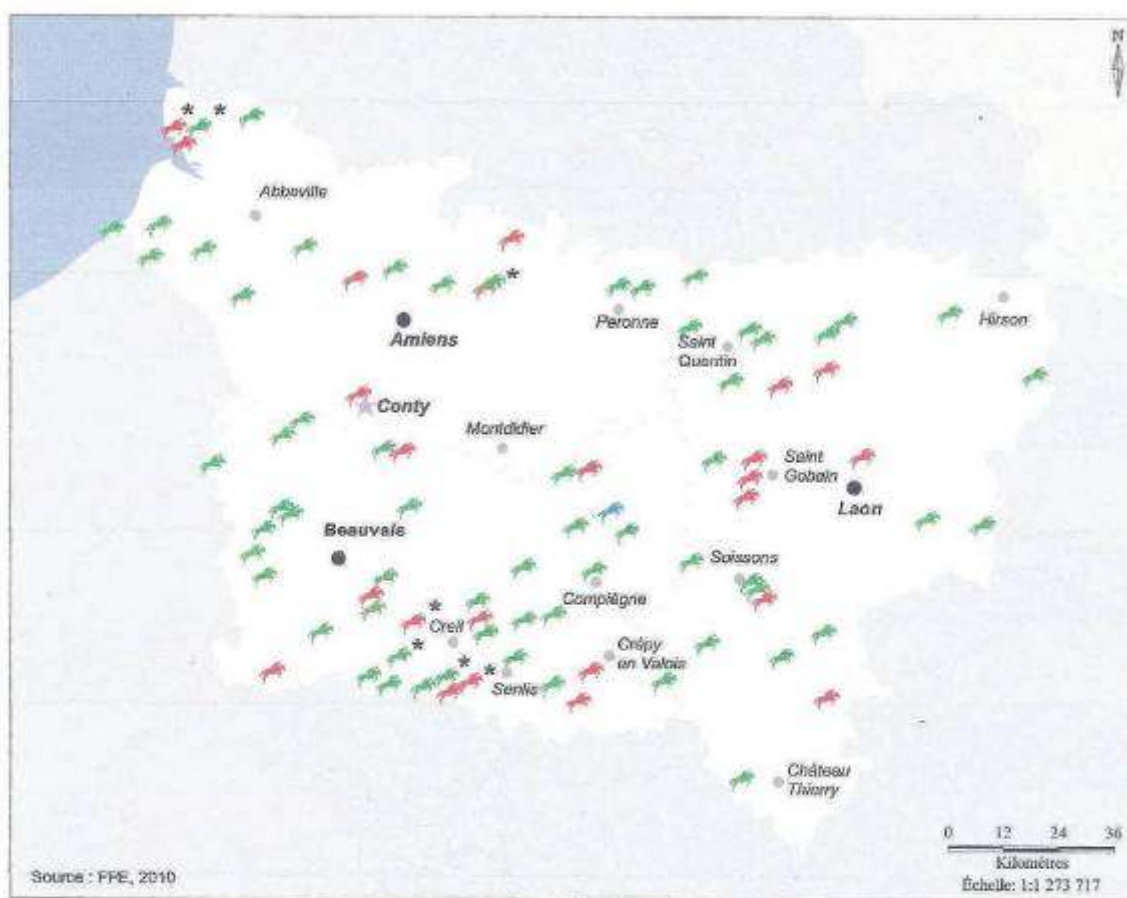 N
* *
Abbeville
*
Peronne
Hirson
Amiens
Saint
Quentin
Conty
Montdidier
Saint
Gobain
Laon
Beauvais
Soissons
Compiègne
*
Creil
*
Crépy
en Valois
* *
Senlis
Château
Thierry
0 12 24 36
Kilomètres
Échelle: 1:1 273 717
Source : FPE, 2010